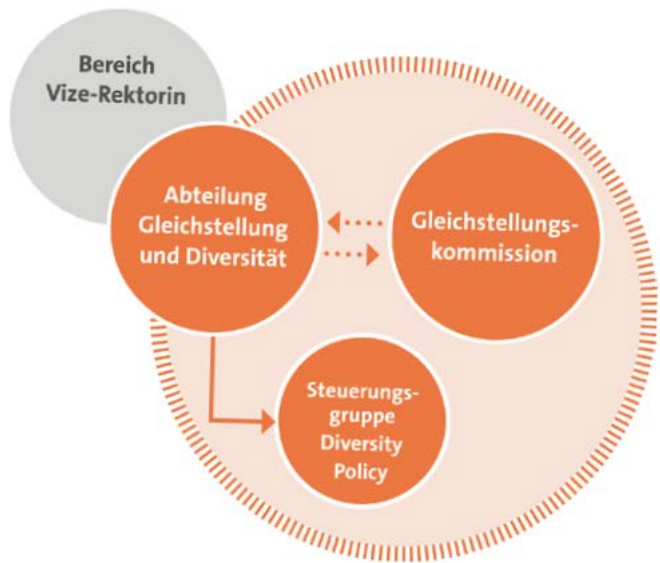 Bereich
Vize-Rektorin
Abteilung
Gleichstellung
und Diversität
Gleichstellungs-
kommission
Steuerungs-
gruppe
Diversity
Policy